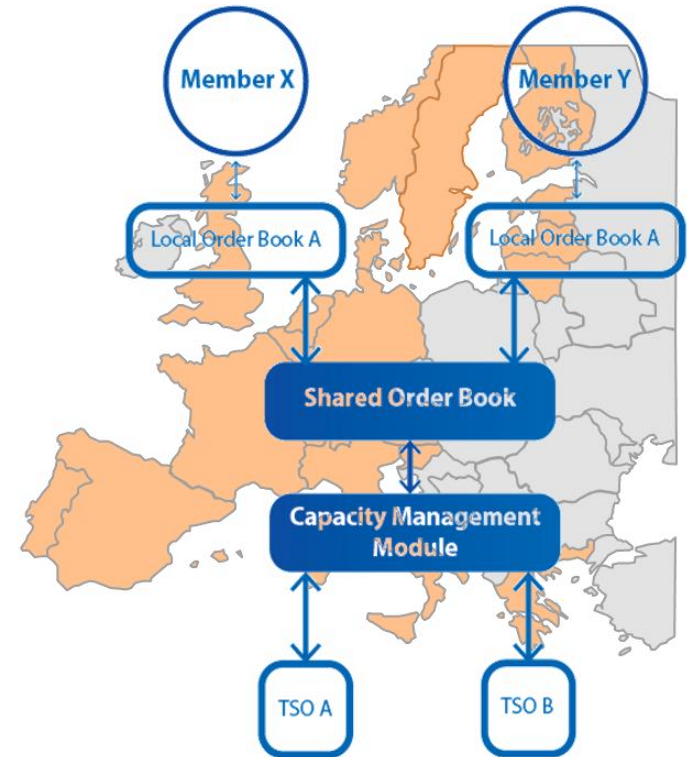 Member X
Member Y
Local Order Book A
Local Order Book A
Shared Order Book
Capacity Management
Module
TSO A
TSO B